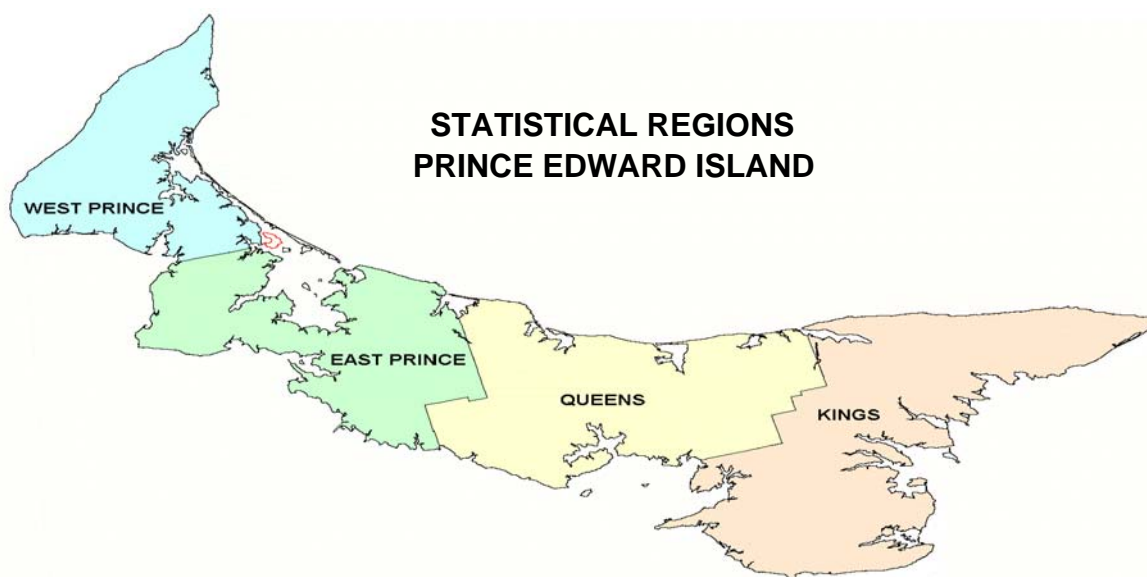 STATISTICAL REGIONS
PRINCE EDWARD ISLAND
WEST PRINCE
EAST PRINCE
QUEENS
KINGS